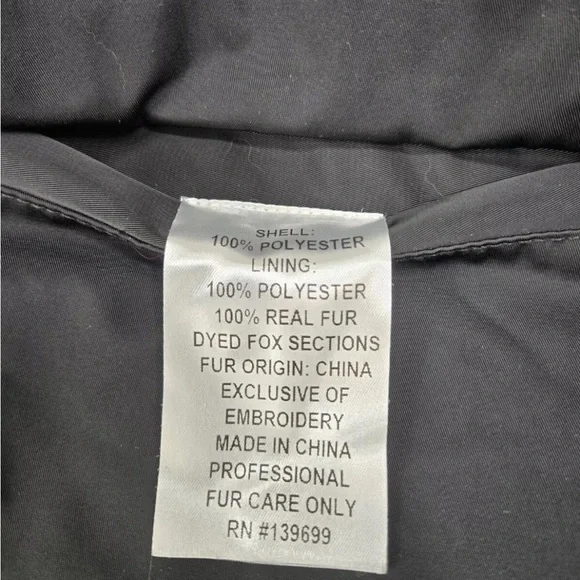 SHELL:
100% POLYESTER
LINING:
100% POLYESTER
100% REAL FUR
DYED FOX SECTIONS
FUR ORIGIN: CHINA
EXCLUSIVE OF
EMBROIDERY
MADE IN CHINA
PROFESSIONAL
FUR CARE ONLY
RN #139699